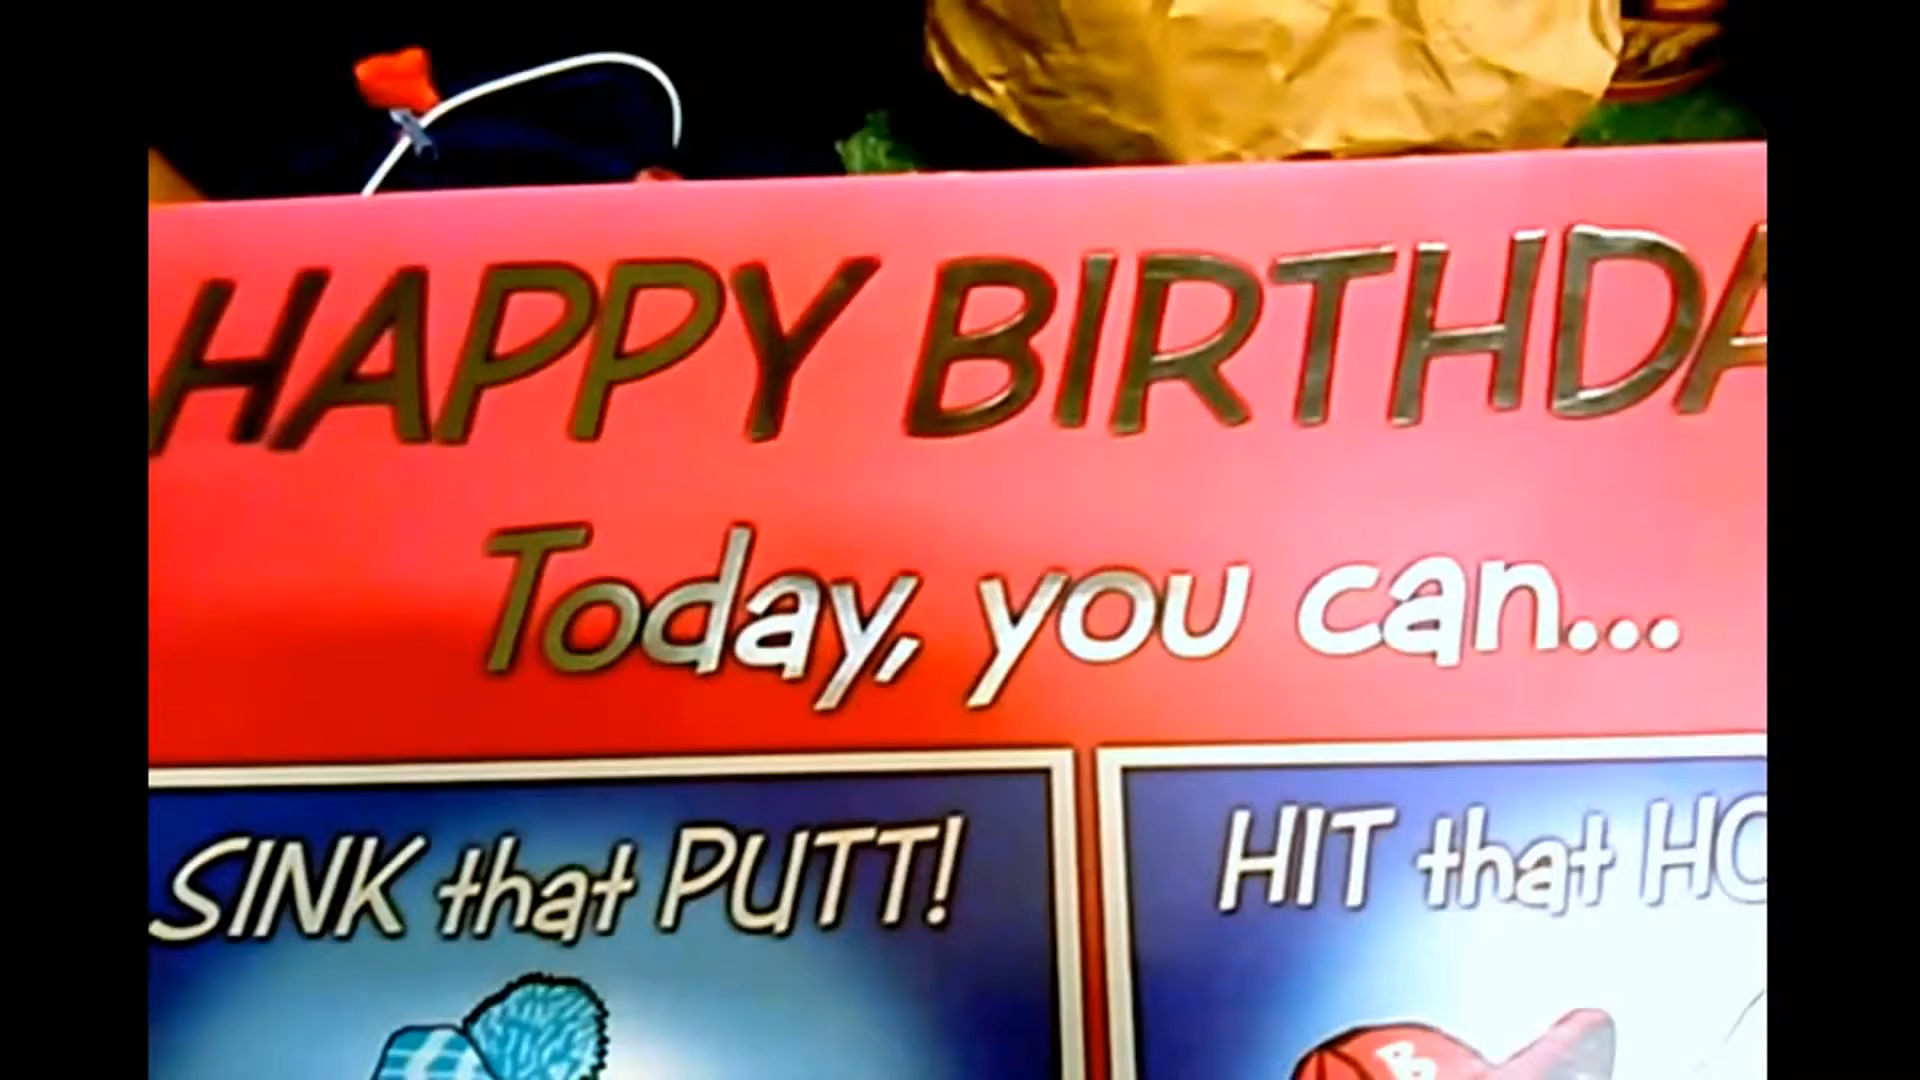 HAPPY BIRTHDA
Today, you can...
SINK that PUTT!
HIT that HO